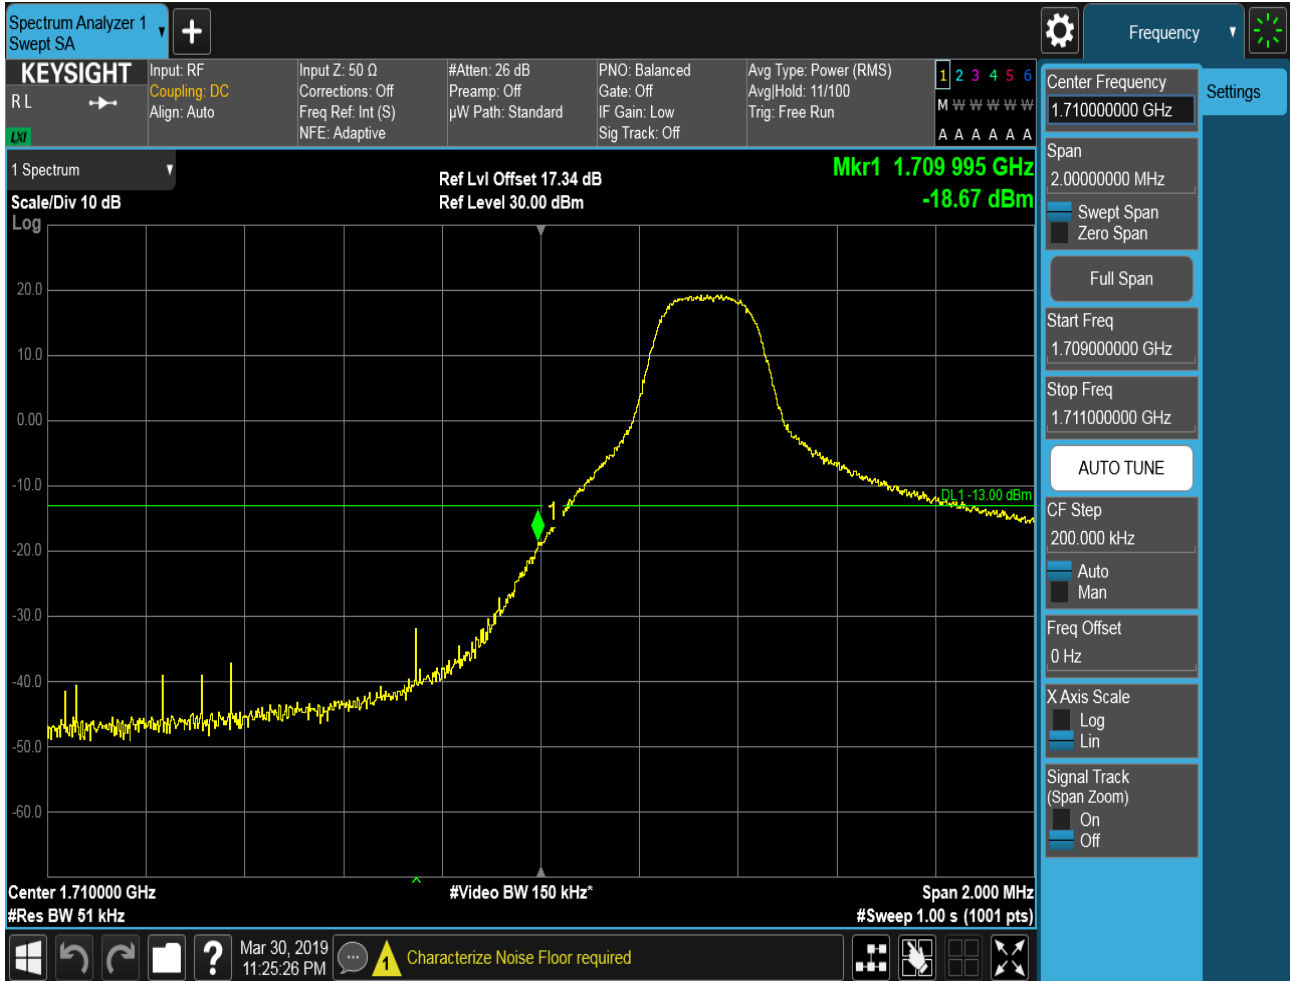 Spectrum Analyzer 1
Swept SA
Frequency
KEYSIGHT
R L
LXI
Input: RF
Coupling: DC
Align: Auto
Input Z: 50 Ω
Corrections: Off
Freq Ref: Int (S)
NFE: Adaptive
#Atten: 26 dB
Preamp: Off
µW Path: Standard
PNO: Balanced
Gate: Off
IF Gain: Low
Sig Track: Off
Avg Type: Power (RMS)
Avg|Hold: 11/100
Trig: Free Run
1 2 3 4 5 6
M W W W W W
A A A A A A
1 Spectrum
Scale/Div 10 dB
Log
Ref Lvl Offset 17.34 dB
Ref Level 30.00 dBm
Mkr1 1.709 995 GHz
-18.67 dBm
20.0
10.0
0.00
-10.0
-20.0
-30.0
-40.0
-50.0
-60.0
DL1 -13.00 dBm
1
Center 1.710000 GHz
#Res BW 51 kHz
#Video BW 150 kHz*
Span 2.000 MHz
#Sweep 1.00 s (1001 pts)
Center Frequency
1.710000000 GHz
Settings
Span
2.00000000 MHz
Swept Span
Zero Span
Full Span
Start Freq
1.709000000 GHz
Stop Freq
1.711000000 GHz
AUTO TUNE
CF Step
200.000 kHz
Auto
Man
Freq Offset
0 Hz
X Axis Scale
Log
Lin
Signal Track
(Span Zoom)
On
Off
?
Mar 30, 2019
11:25:26 PM
1
Characterize Noise Floor required